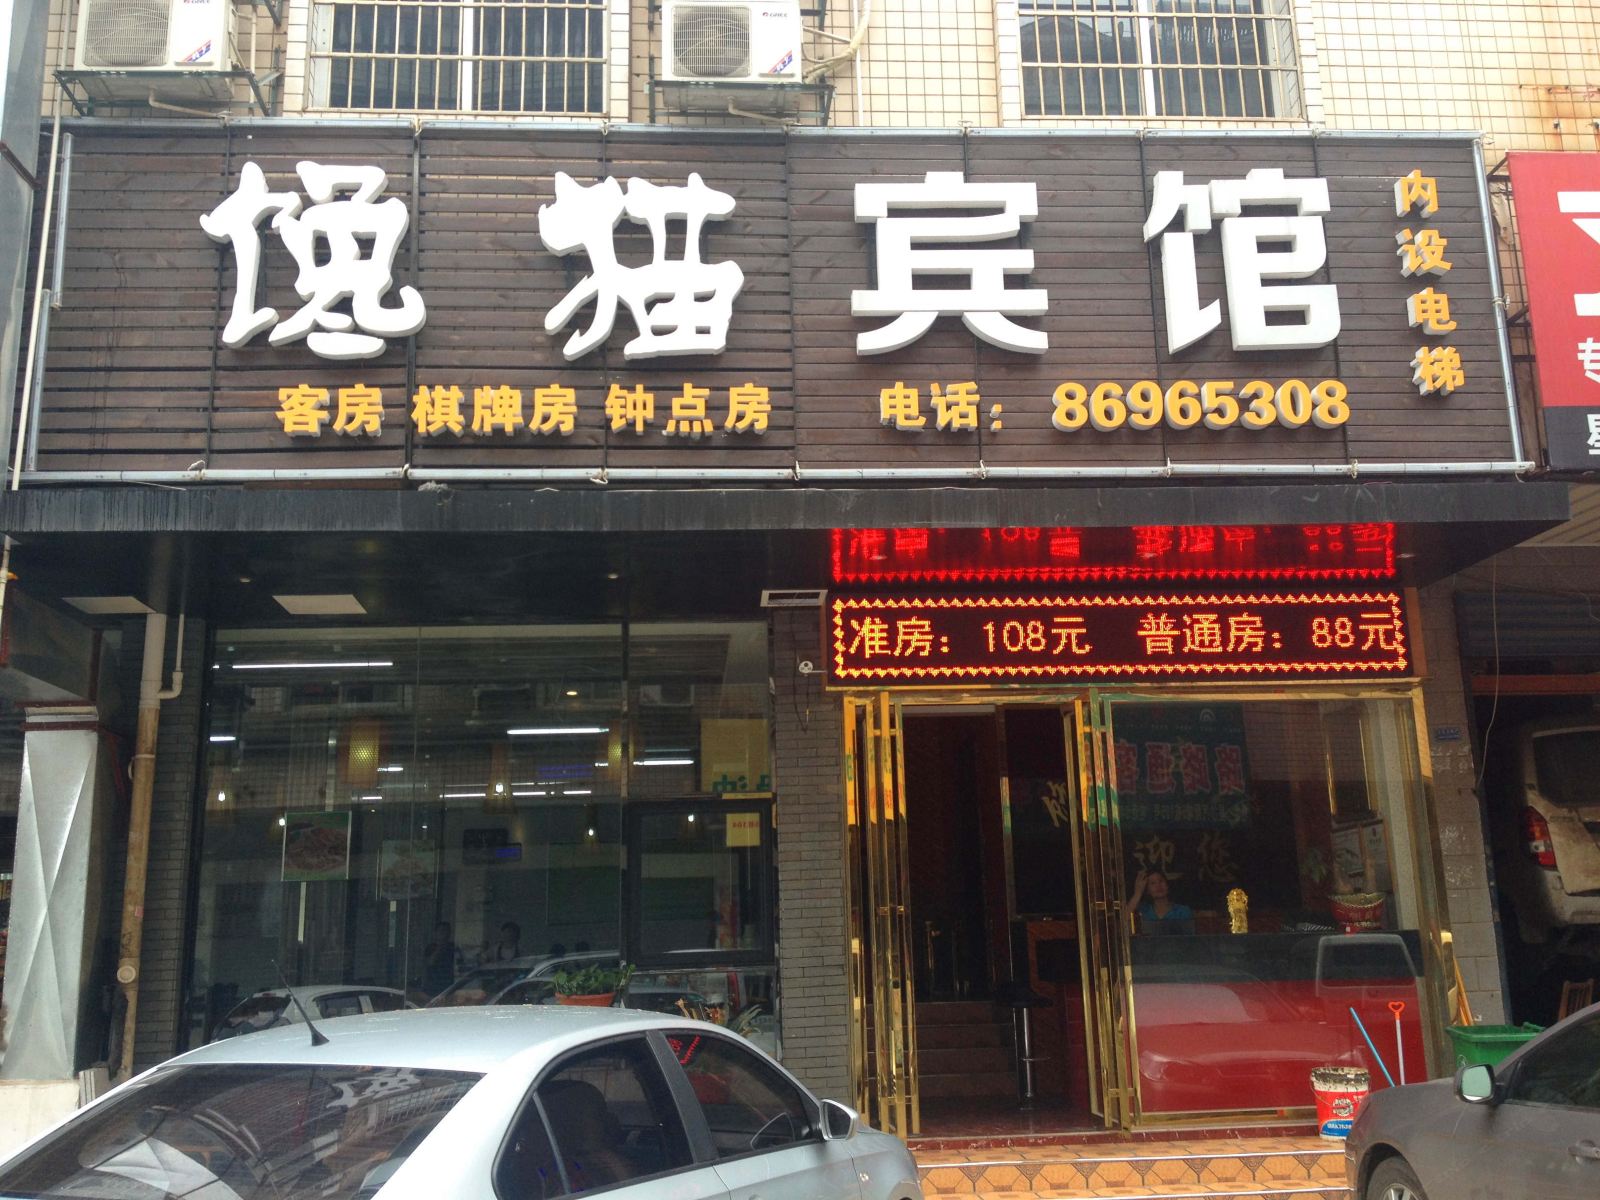 馋猫宾馆
内设电梯
客房 棋牌房 钟点房 电话：86965308
准房：108元 普通房：88元
迎您
专